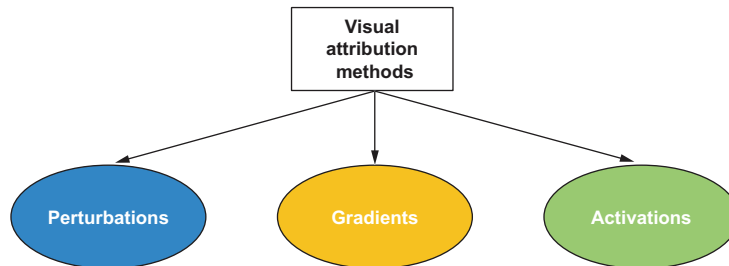 Visual
attribution
methods
Perturbations
Gradients
Activations